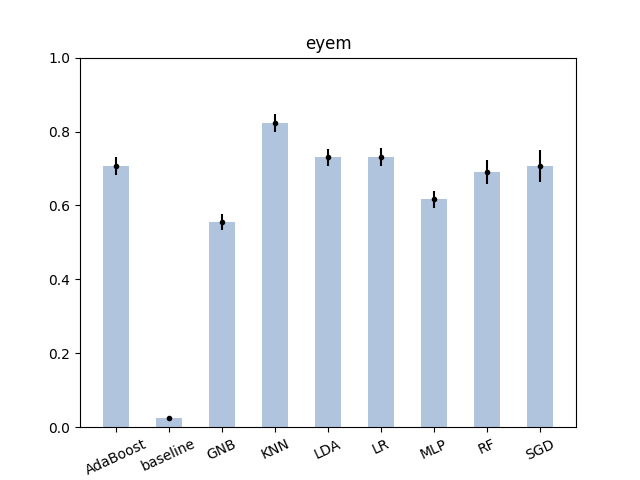 eyem
1.0
0.8
0.6
0.4
0.2
0.0
AdaBoost
baseline
GNB
KNN
LDA
LR
MLP
RF
SGD